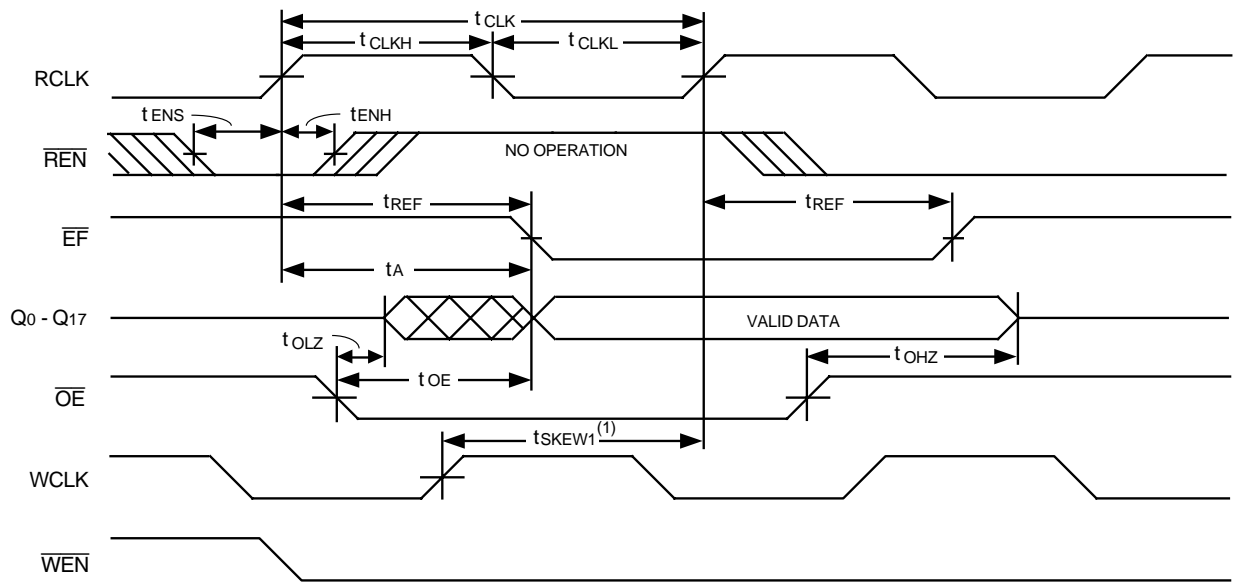 tCLK
tCLKH tCLKL
RCLK
tENS tENH
REN NO OPERATION
tREF tREF
EF
tA
Q0 - Q17 VALID DATA
tOLZ tOHZ
tOE
OE
tSKEW1(1)
WCLK
WEN